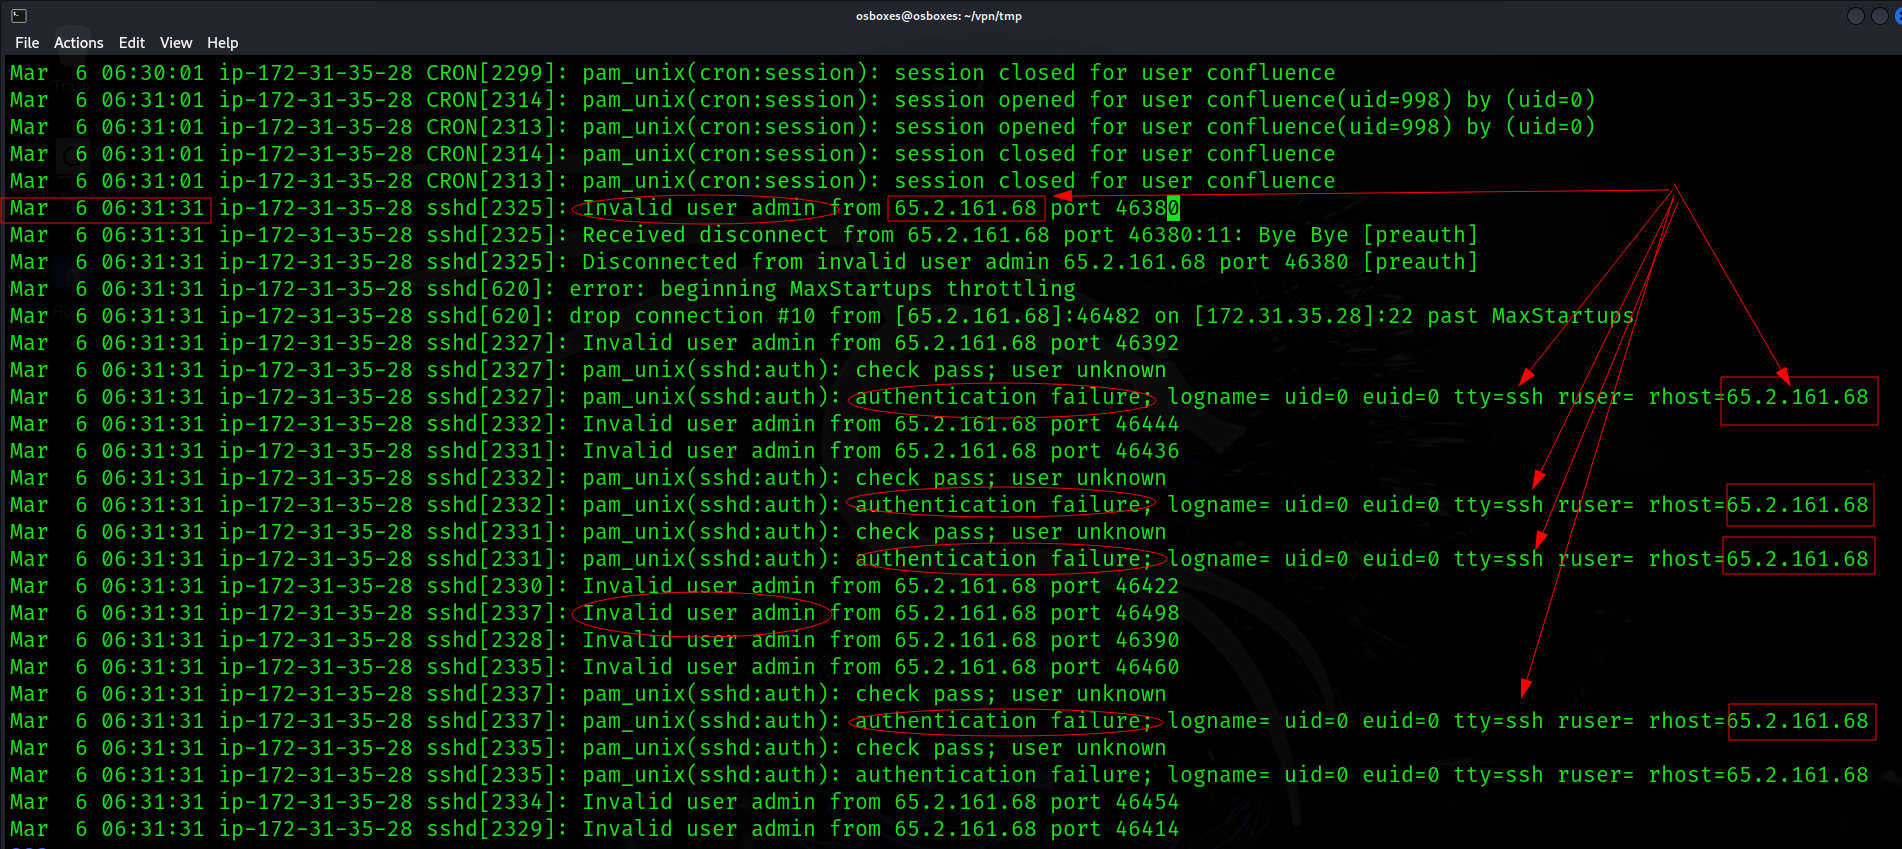 osboxes@osboxes: ~/vpn/tmp
File Actions Edit View Help
Mar  6 06:30:01 ip-172-31-35-28 CRON[2299]: pam_unix(cron:session): session closed for user confluence
Mar  6 06:31:01 ip-172-31-35-28 CRON[2314]: pam_unix(cron:session): session opened for user confluence(uid=998) by (uid=0)
Mar  6 06:31:01 ip-172-31-35-28 CRON[2313]: pam_unix(cron:session): session opened for user confluence(uid=998) by (uid=0)
Mar  6 06:31:01 ip-172-31-35-28 CRON[2314]: pam_unix(cron:session): session closed for user confluence
Mar  6 06:31:01 ip-172-31-35-28 CRON[2313]: pam_unix(cron:session): session closed for user confluence
Mar  6 06:31:31 ip-172-31-35-28 sshd[2325]: Invalid user admin from 65.2.161.68 port 46380
Mar  6 06:31:31 ip-172-31-35-28 sshd[2325]: Received disconnect from 65.2.161.68 port 46380:11: Bye Bye [preauth]
Mar  6 06:31:31 ip-172-31-35-28 sshd[2325]: Disconnected from invalid user admin 65.2.161.68 port 46380 [preauth]
Mar  6 06:31:31 ip-172-31-35-28 sshd[620]: error: beginning MaxStartups throttling
Mar  6 06:31:31 ip-172-31-35-28 sshd[620]: drop connection #10 from [65.2.161.68]:46482 on [172.31.35.28]:22 past MaxStartups
Mar  6 06:31:31 ip-172-31-35-28 sshd[2327]: Invalid user admin from 65.2.161.68 port 46392
Mar  6 06:31:31 ip-172-31-35-28 sshd[2327]: pam_unix(sshd:auth): check pass; user unknown
Mar  6 06:31:31 ip-172-31-35-28 sshd[2327]: pam_unix(sshd:auth): authentication failure; logname= uid=0 euid=0 tty=ssh ruser= rhost=65.2.161.68
Mar  6 06:31:31 ip-172-31-35-28 sshd[2332]: Invalid user admin from 65.2.161.68 port 46444
Mar  6 06:31:31 ip-172-31-35-28 sshd[2331]: Invalid user admin from 65.2.161.68 port 46436
Mar  6 06:31:31 ip-172-31-35-28 sshd[2332]: pam_unix(sshd:auth): check pass; user unknown
Mar  6 06:31:31 ip-172-31-35-28 sshd[2332]: pam_unix(sshd:auth): authentication failure; logname= uid=0 euid=0 tty=ssh ruser= rhost=65.2.161.68
Mar  6 06:31:31 ip-172-31-35-28 sshd[2331]: pam_unix(sshd:auth): check pass; user unknown
Mar  6 06:31:31 ip-172-31-35-28 sshd[2331]: pam_unix(sshd:auth): authentication failure; logname= uid=0 euid=0 tty=ssh ruser= rhost=65.2.161.68
Mar  6 06:31:31 ip-172-31-35-28 sshd[2330]: Invalid user admin from 65.2.161.68 port 46422
Mar  6 06:31:31 ip-172-31-35-28 sshd[2337]: Invalid user admin from 65.2.161.68 port 46498
Mar  6 06:31:31 ip-172-31-35-28 sshd[2328]: Invalid user admin from 65.2.161.68 port 46390
Mar  6 06:31:31 ip-172-31-35-28 sshd[2335]: Invalid user admin from 65.2.161.68 port 46460
Mar  6 06:31:31 ip-172-31-35-28 sshd[2337]: pam_unix(sshd:auth): check pass; user unknown
Mar  6 06:31:31 ip-172-31-35-28 sshd[2337]: pam_unix(sshd:auth): authentication failure; logname= uid=0 euid=0 tty=ssh ruser= rhost=65.2.161.68
Mar  6 06:31:31 ip-172-31-35-28 sshd[2335]: pam_unix(sshd:auth): check pass; user unknown
Mar  6 06:31:31 ip-172-31-35-28 sshd[2335]: pam_unix(sshd:auth): authentication failure; logname= uid=0 euid=0 tty=ssh ruser= rhost=65.2.161.68
Mar  6 06:31:31 ip-172-31-35-28 sshd[2334]: Invalid user admin from 65.2.161.68 port 46454
Mar  6 06:31:31 ip-172-31-35-28 sshd[2329]: Invalid user admin from 65.2.161.68 port 46414